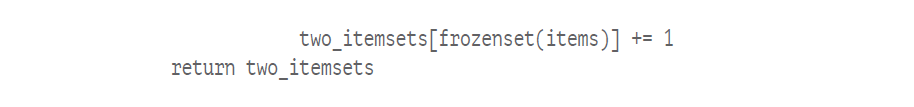 two_itemsets[frozenset(items)] += 1
return two_itemsets